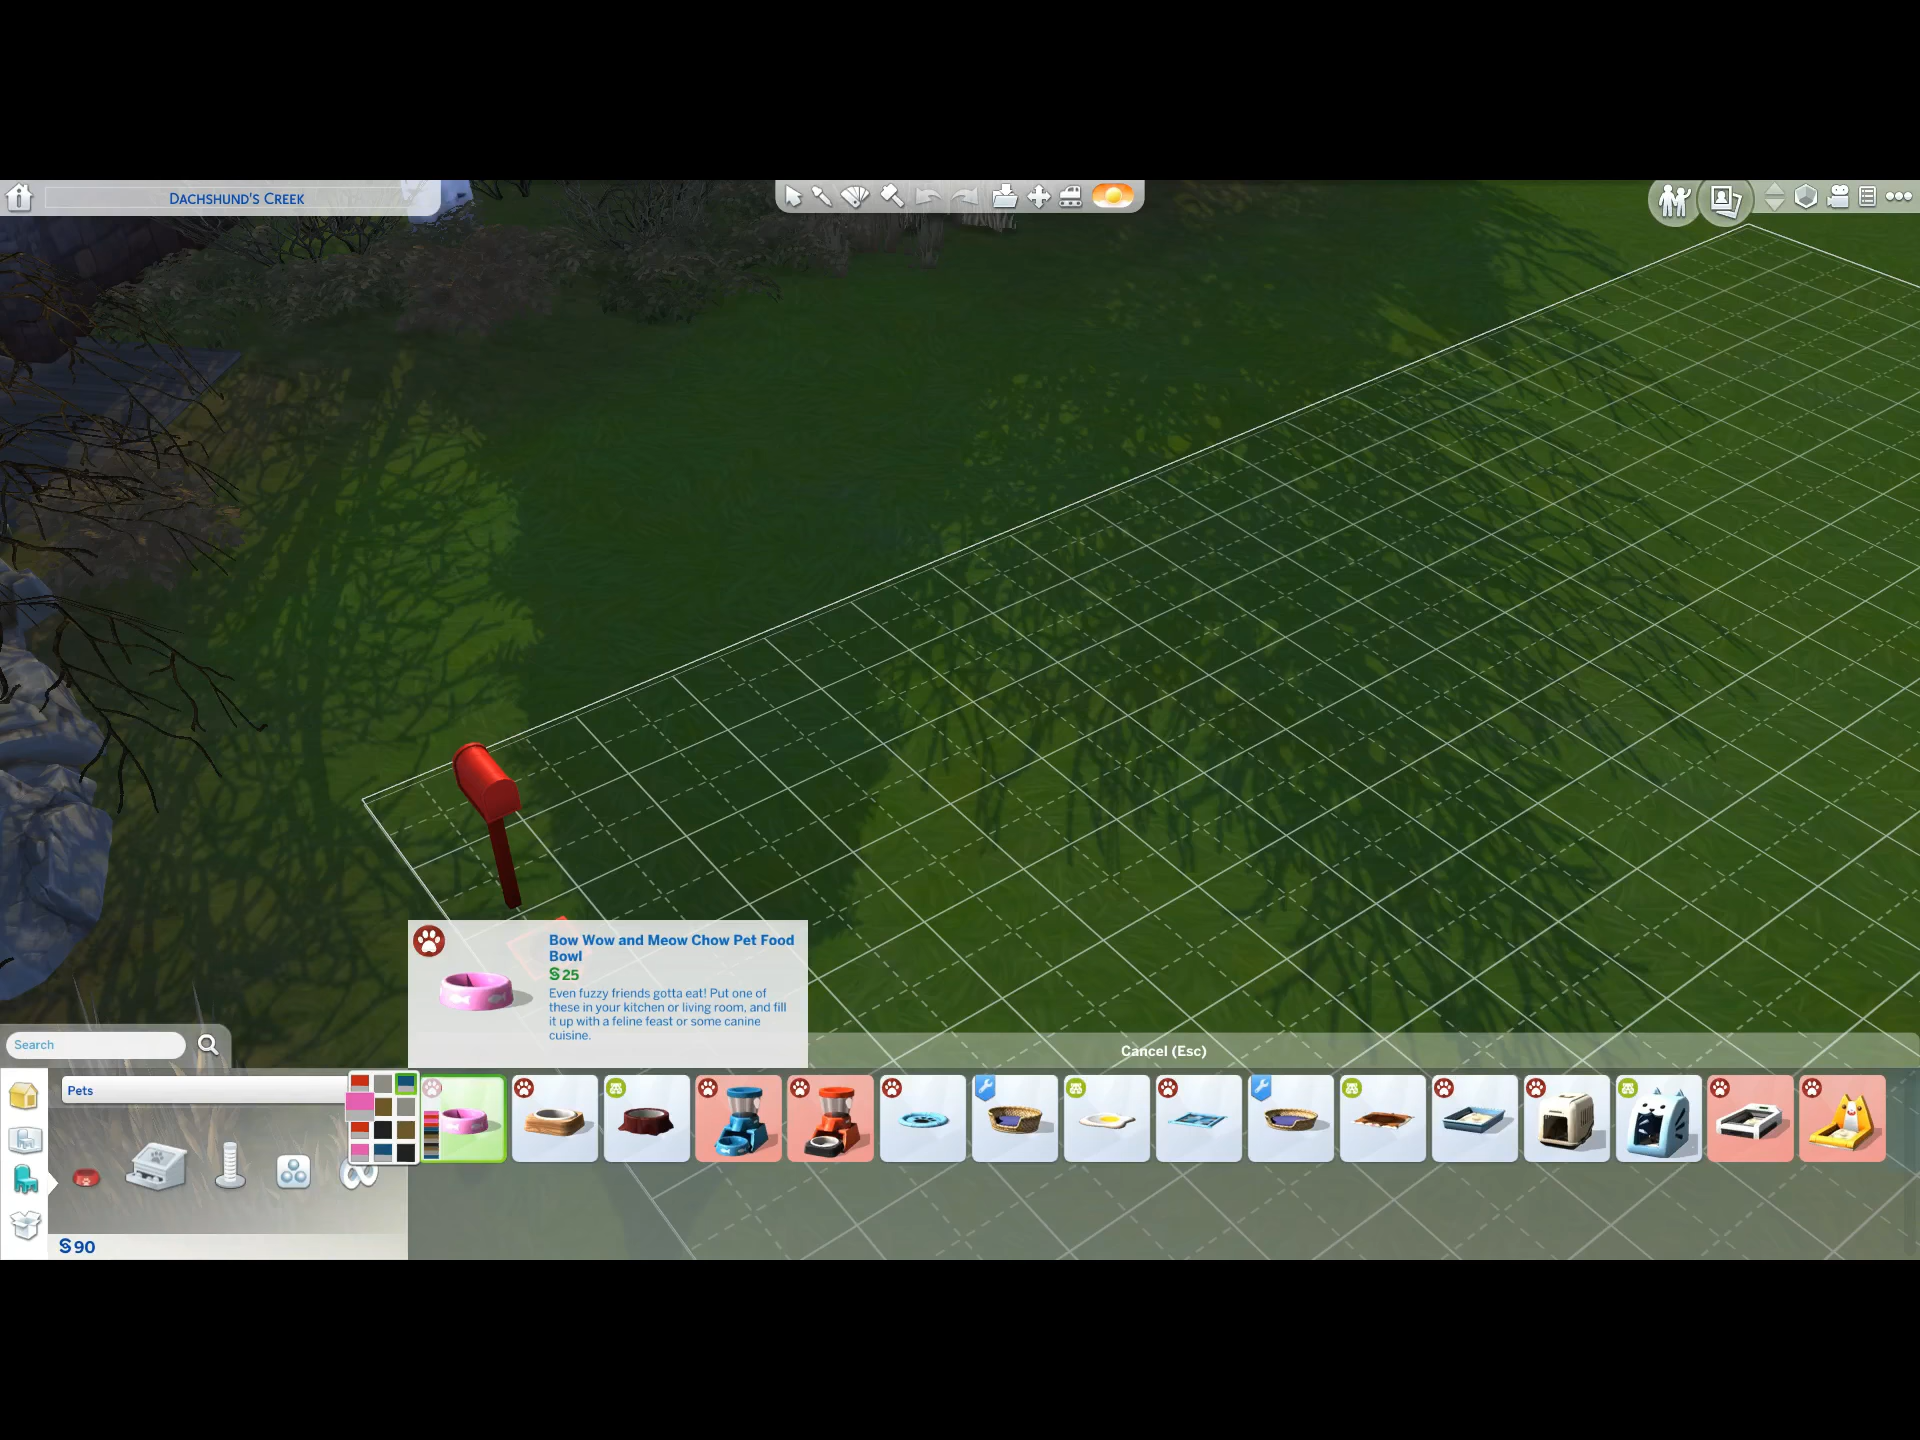 DACHSHUND'S CREEK
Bow Wow and Meow Chow Pet Food
Bowl
§25
Even fuzzy friends gotta eat! Put one of
these in your kitchen or living room, and fill
it up with a feline feast or some canine
cuisine.
Search
Cancel (Esc)
Pets
§90